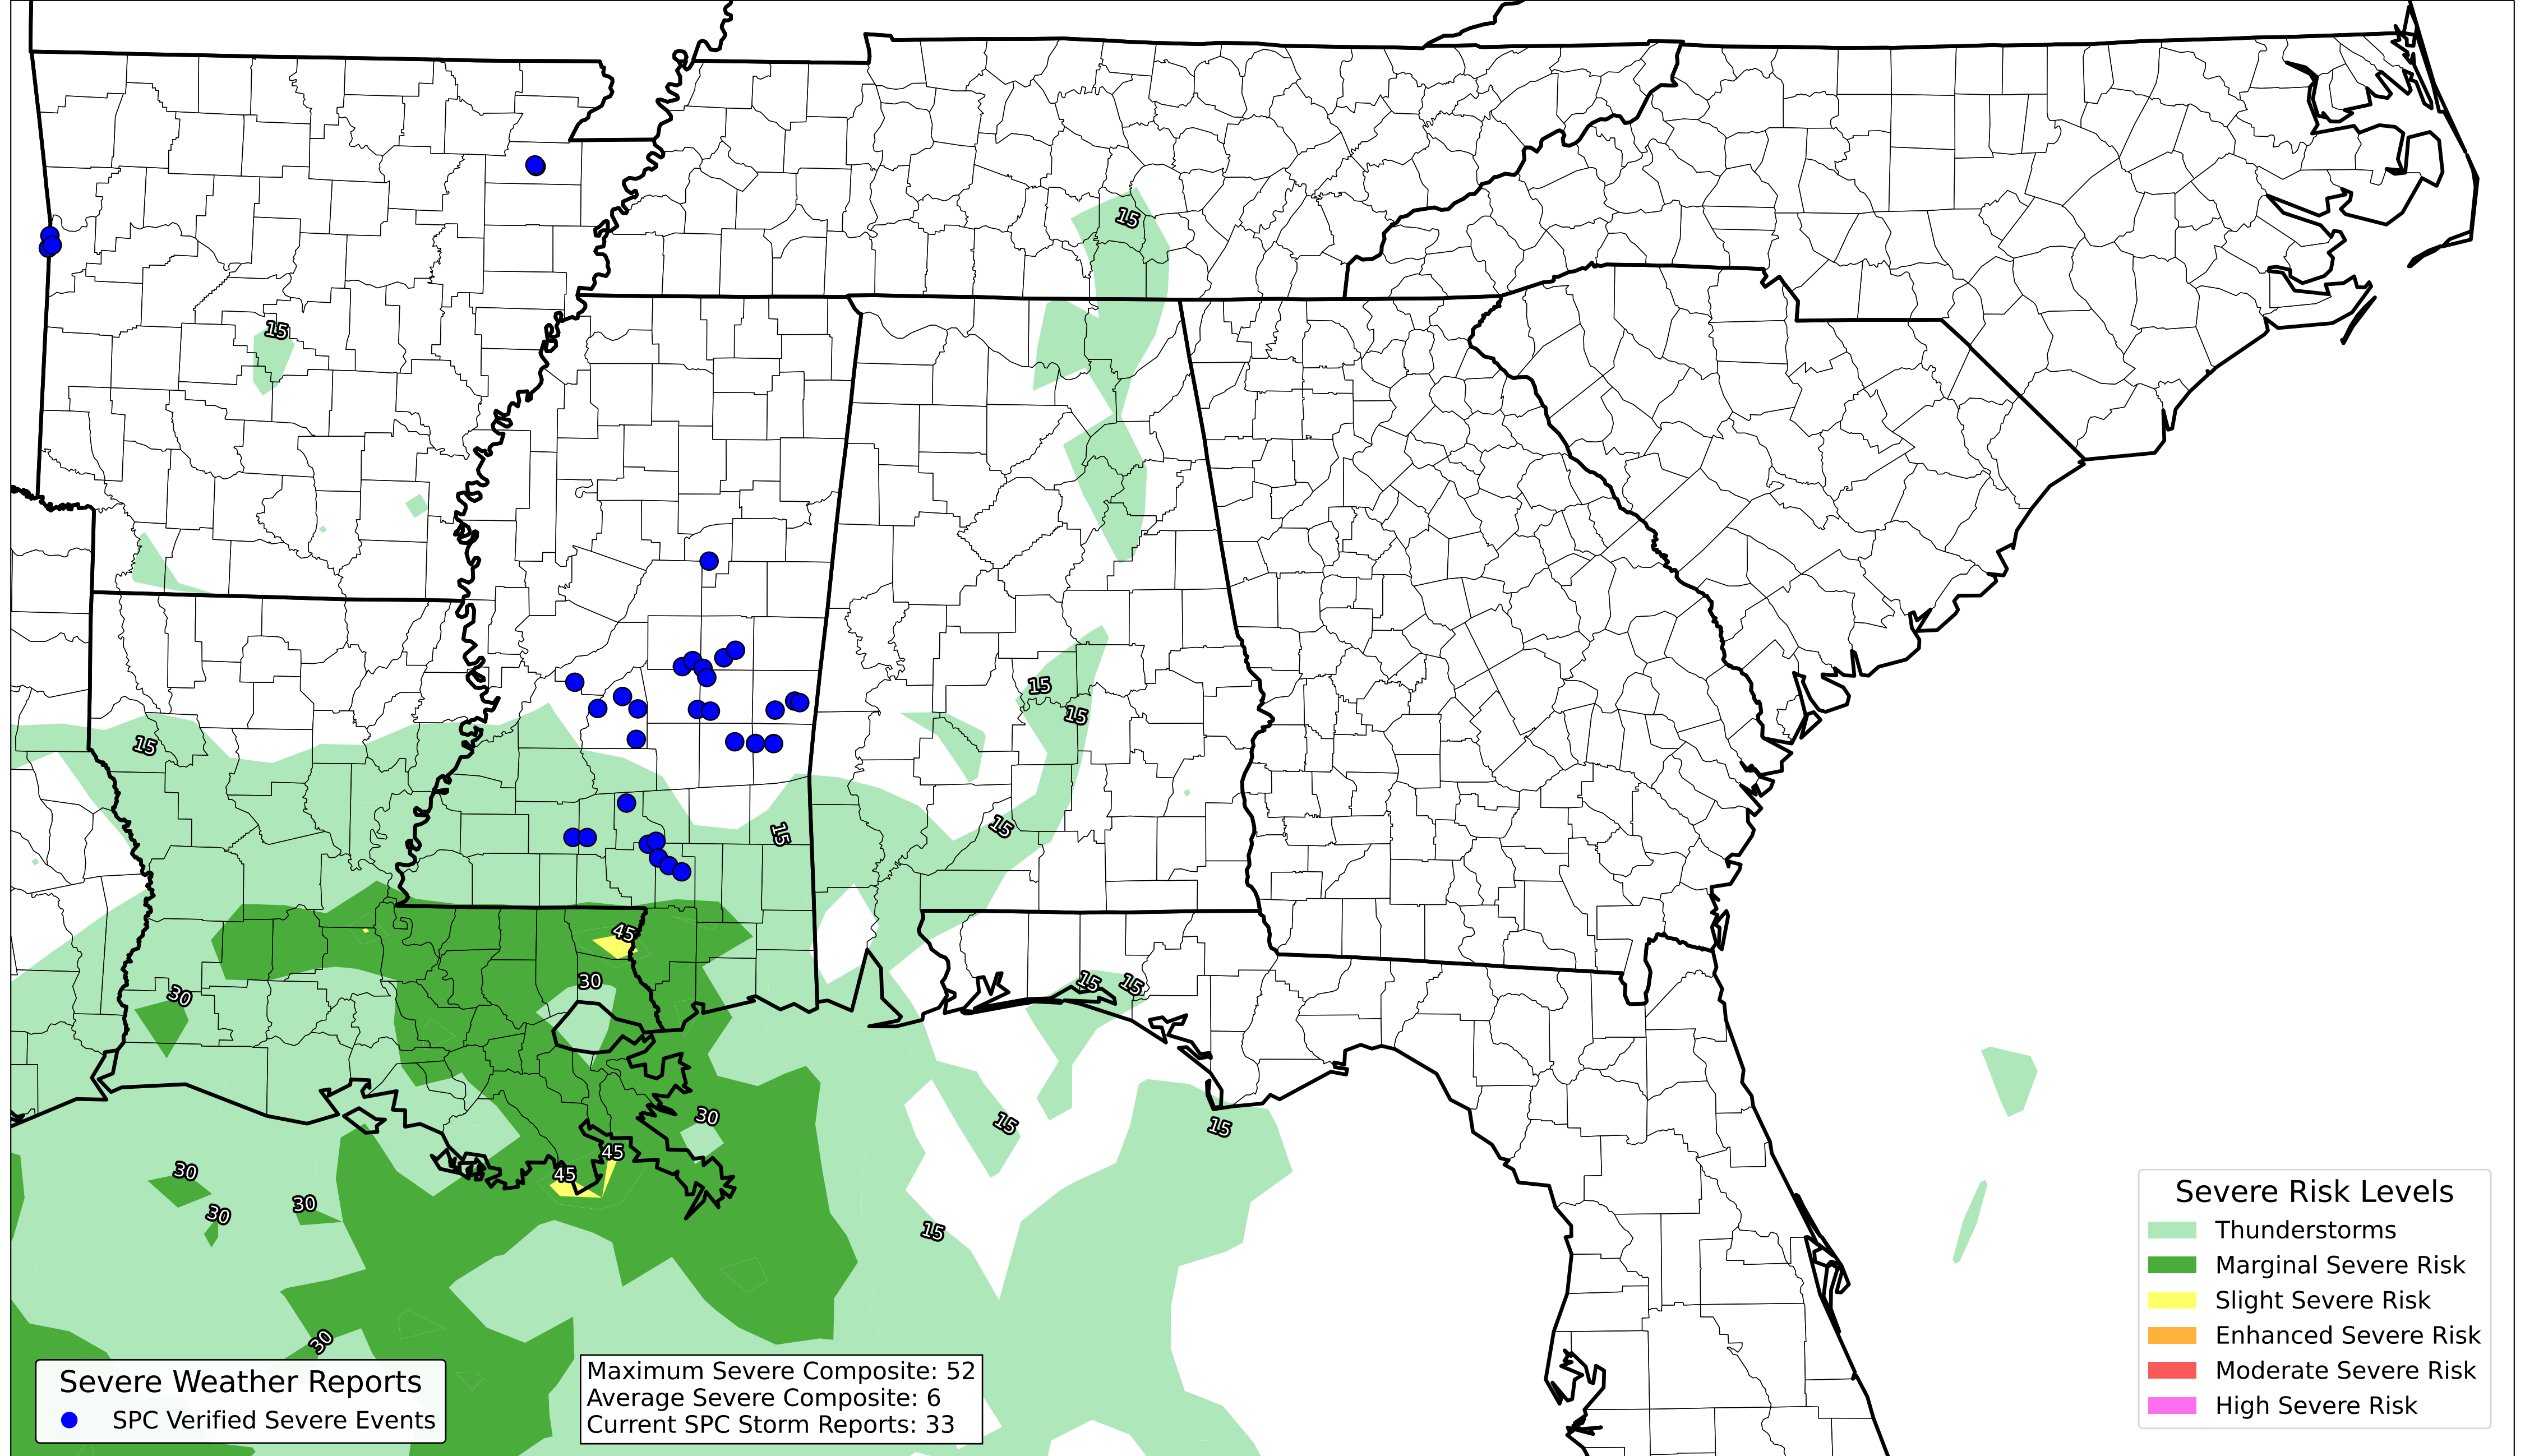 15
15
15
15
15
15
15
45
30
15
15
30
30
15
15
45
30
45
30
30
15
30
Severe Risk Levels
Thunderstorms
Marginal Severe Risk
Slight Severe Risk
Enhanced Severe Risk
Moderate Severe Risk
High Severe Risk
Severe Weather Reports
SPC Verified Severe Events
Maximum Severe Composite: 52
Average Severe Composite: 6
Current SPC Storm Reports: 33